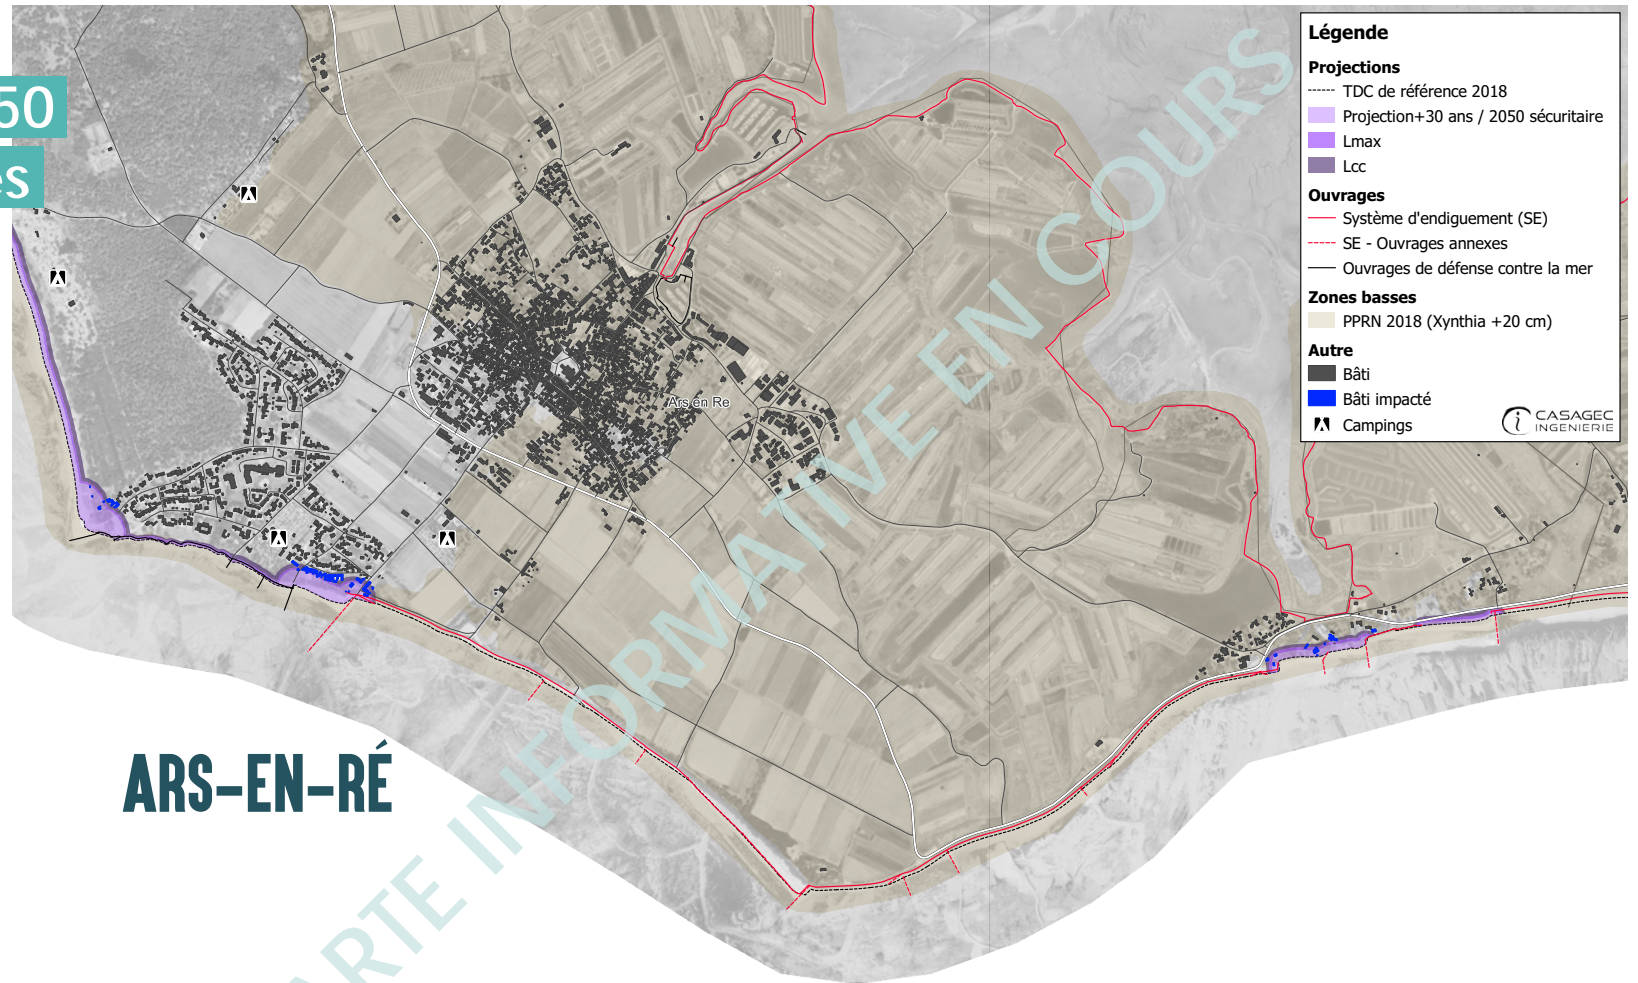 50
es
Ars en Re
ARS-EN-RÉ
CARTE INFORMATIVE EN COURS
Légende
Projections
TDC de référence 2018
Projection+30 ans / 2050 sécuritaire
Lmax
Lcc
Ouvrages
Système d'endiguement (SE)
SE - Ouvrages annexes
Ouvrages de défense contre la mer
Zones basses
PPRN 2018 (Xynthia +20 cm)
Autre
Bâti
Bâti impacté
Campings
CASAGEC
INGENIERIE